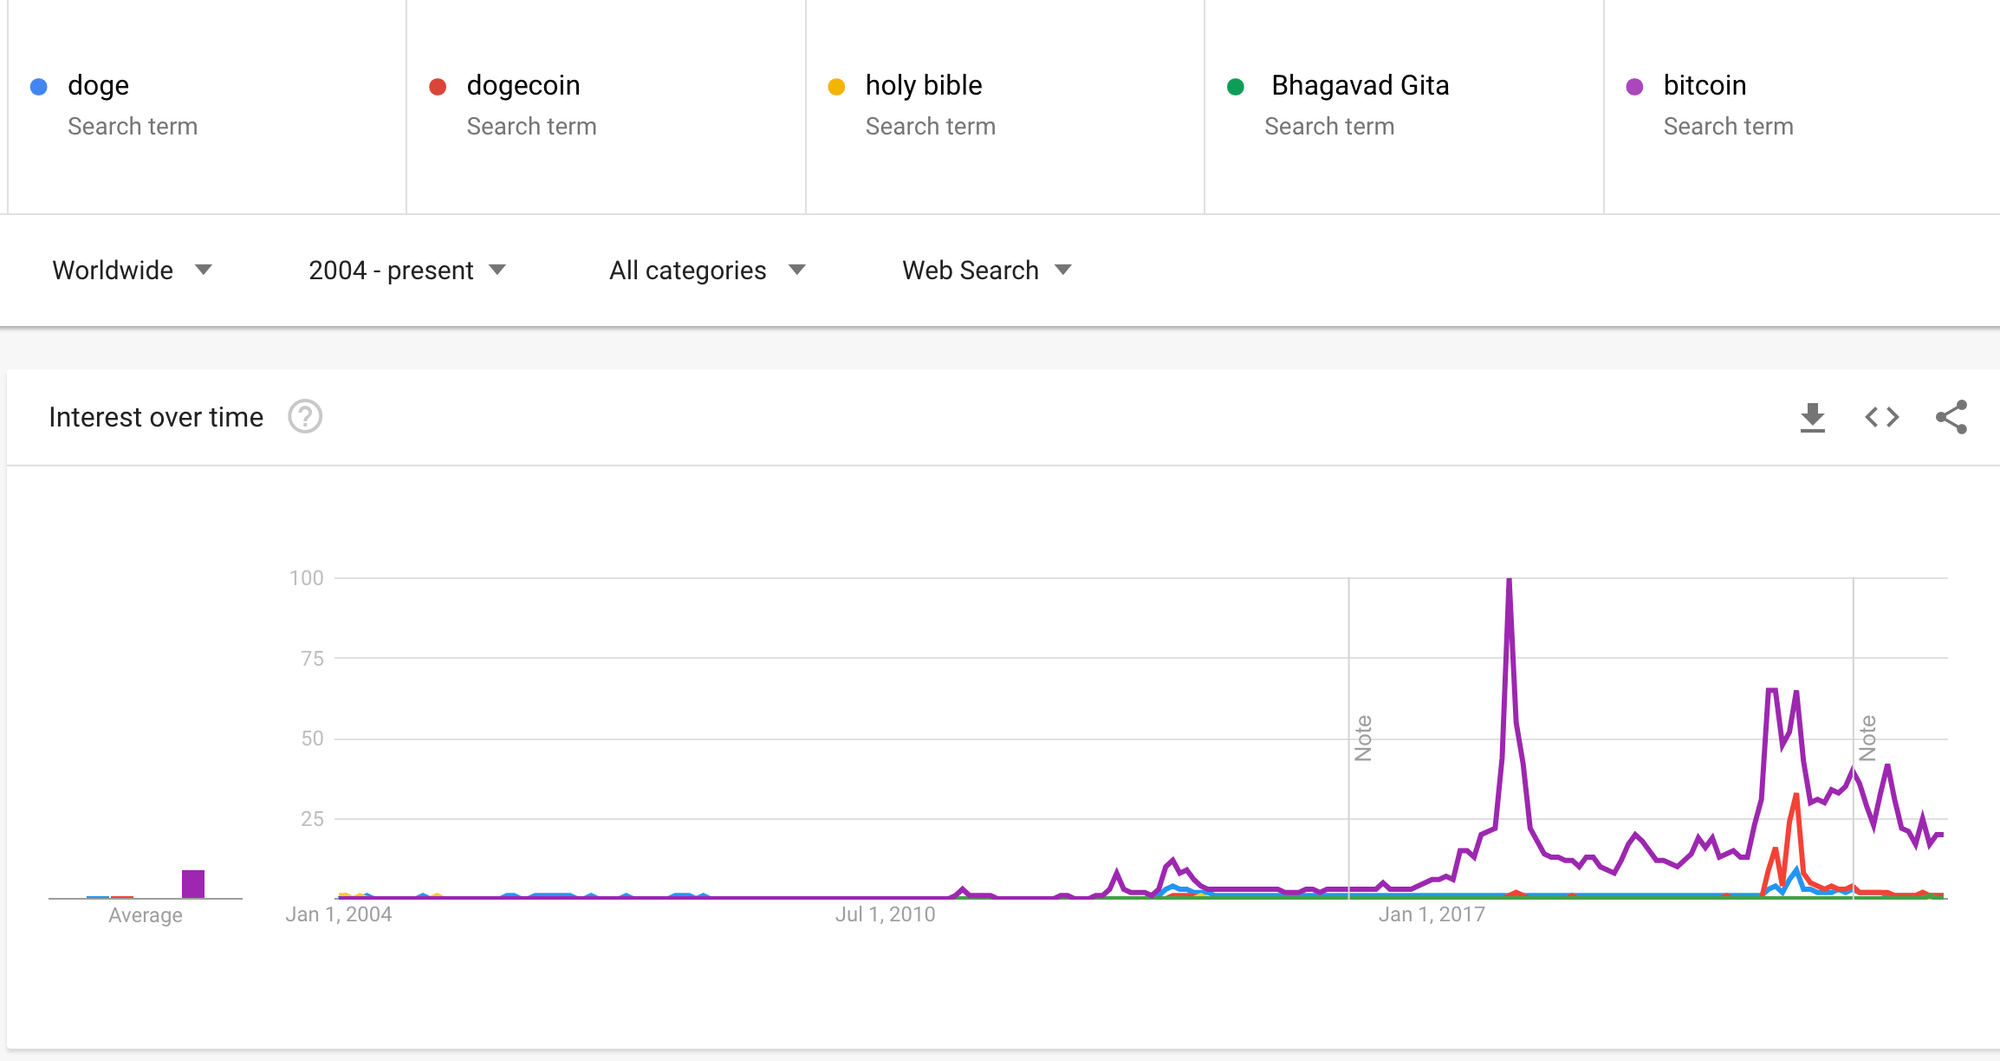 doge
Search term
dogecoin
Search term
holy bible
Search term
Bhagavad Gita
Search term
bitcoin
Search term
Worldwide
2004 - present
All categories
Web Search
Interest over time
?
100
75
50
25
Note
Note
Average
Jan 1, 2004
Jul 1, 2010
Jan 1, 2017